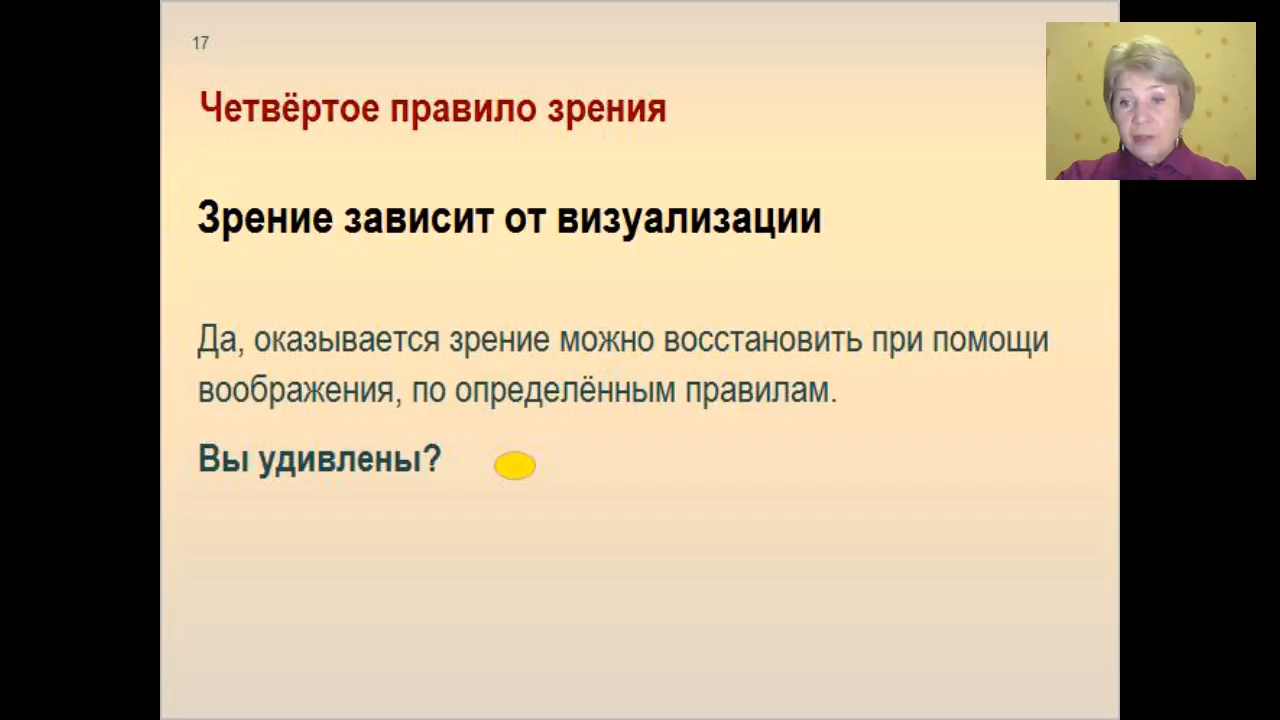 17
Четвёртое правило зрения
Зрение зависит от визуализации
Да, оказывается зрение можно восстановить при помощи
воображения, по определённым правилам.
Вы удивлены?